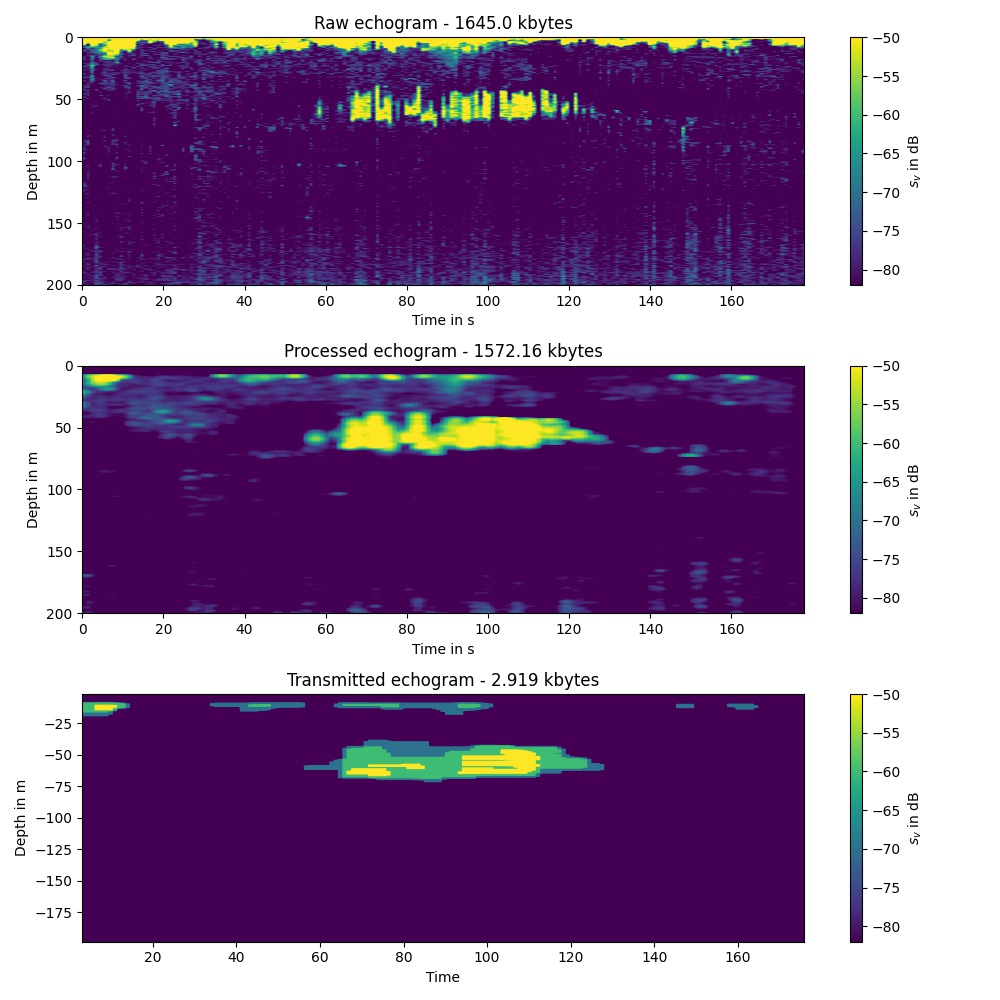 Raw echogram - 1645.0 kbytes
0
50
100
150
200
Depth in m
0 20 40 60 80 100 120 140 160
Time in s
−50
−55
−60
−65
−70
−75
−80
sv in dB
Processed echogram - 1572.16 kbytes
0
50
100
150
200
Depth in m
0 20 40 60 80 100 120 140 160
Time in s
−50
−55
−60
−65
−70
−75
−80
sv in dB
Transmitted echogram - 2.919 kbytes
−25
−50
−75
−100
−125
−150
−175
Depth in m
20 40 60 80 100 120 140 160
Time
−50
−55
−60
−65
−70
−75
−80
sv in dB